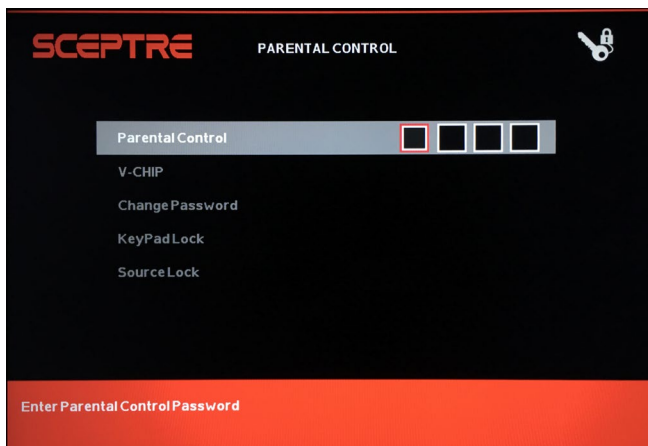 SCEPTRE
PARENTAL CONTROL
Parental Control
V-CHIP
Change Password
KeyPad Lock
Source Lock
Enter Parental Control Password